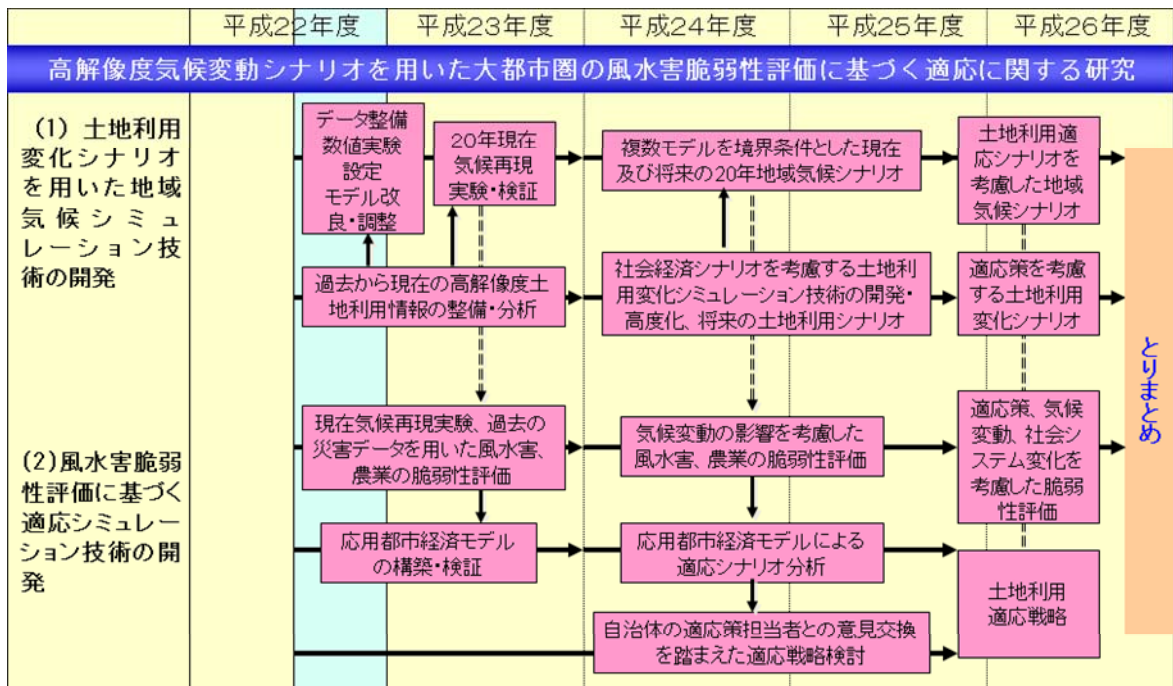 平成22年度
平成23年度
平成24年度
平成25年度
平成26年度
高解像度気候変動シナリオを用いた大都市圏の風水害脆弱性評価に基づく適応に関する研究
(1) 土地利用
変化シナリオ
を用いた地域
気候シミュ
レーション技
術の開発
データ整備
数値実験
設定
モデル改
良・調整
20年現在
気候再現
実験・検証
複数モデルを境界条件とした現在
及び将来の20年地域気候シナリオ
土地利用適
応シナリオを
考慮した地域
気候シナリオ
過去から現在の高解像度土
地利用情報の整備・分析
社会経済シナリオを考慮する土地利
用変化シミュレーション技術の開発・
高度化、将来の土地利用シナリオ
適応策を考慮
する土地利用
変化シナリオ
(2)風水害脆弱
性評価に基づく
適応シミュレー
ション技術の開
発
現在気候再現実験、過去の
災害データを用いた風水害、
農業の脆弱性評価
気候変動の影響を考慮した
風水害、農業の脆弱性評価
適応策、気候
変動、社会シ
ステム変化を
考慮した脆弱
性評価
応用都市経済モデル
の構築・検証
応用都市経済モデルによる
適応シナリオ分析
土地利用
適応戦略
自治体の適応策担当者との意見交換
を踏まえた適応戦略検討
とりまとめ